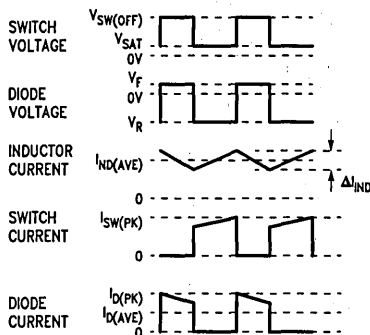 SWITCH
VOLTAGE
VSW(OFF)
VSAT
0V
DIODE
VOLTAGE
VF
0V
VR
INDUCTOR
CURRENT
IND(AVE)
ΔIIND
0
SWITCH
CURRENT
ISW(PK)
0
DIODE
CURRENT
ID(PK)
ID(AVE)
0